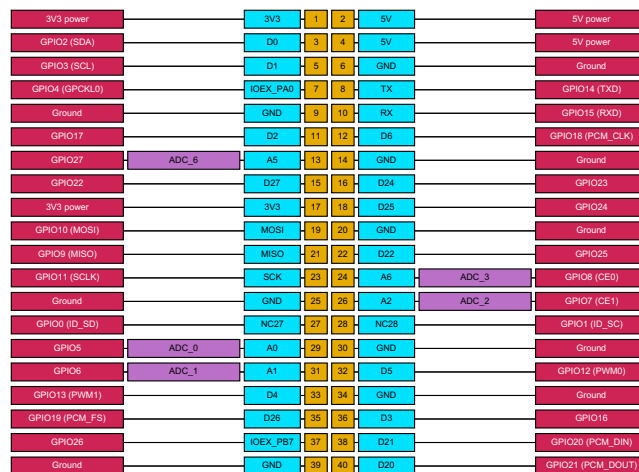 3V3 power 3V3 1 2 5V 5V power
GPIO2 (SDA) D0 3 4 5V 5V power
GPIO3 (SCL) D1 5 6 GND Ground
GPIO4 (GPCKL0) IOEX_PA0 7 8 TX GPIO14 (TXD)
Ground GND 9 10 RX GPIO15 (RXD)
GPIO17 D2 11 12 D6 GPIO18 (PCM_CLK)
GPIO27 ADC_6 A5 13 14 GND Ground
GPIO22 D27 15 16 D24 GPIO23
3V3 power 3V3 17 18 D25 GPIO24
GPIO10 (MOSI) MOSI 19 20 GND Ground
GPIO9 (MISO) MISO 21 22 D22 GPIO25
GPIO11 (SCLK) SCK 23 24 A6 ADC_3 GPIO8 (CE0)
Ground GND 25 26 A2 ADC_2 GPIO7 (CE1)
GPIO0 (ID_SD) NC27 27 28 NC28 GPIO1 (ID_SC)
GPIO5 ADC_0 A0 29 30 GND Ground
GPIO6 ADC_1 A1 31 32 D5 GPIO12 (PWM0)
GPIO13 (PWM1) D4 33 34 GND Ground
GPIO19 (PCM_FS) D26 35 36 D3 GPIO16
GPIO26 IOEX_PB7 37 38 D21 GPIO20 (PCM_DIN)
Ground GND 39 40 D20 GPIO21 (PCM_DOUT)